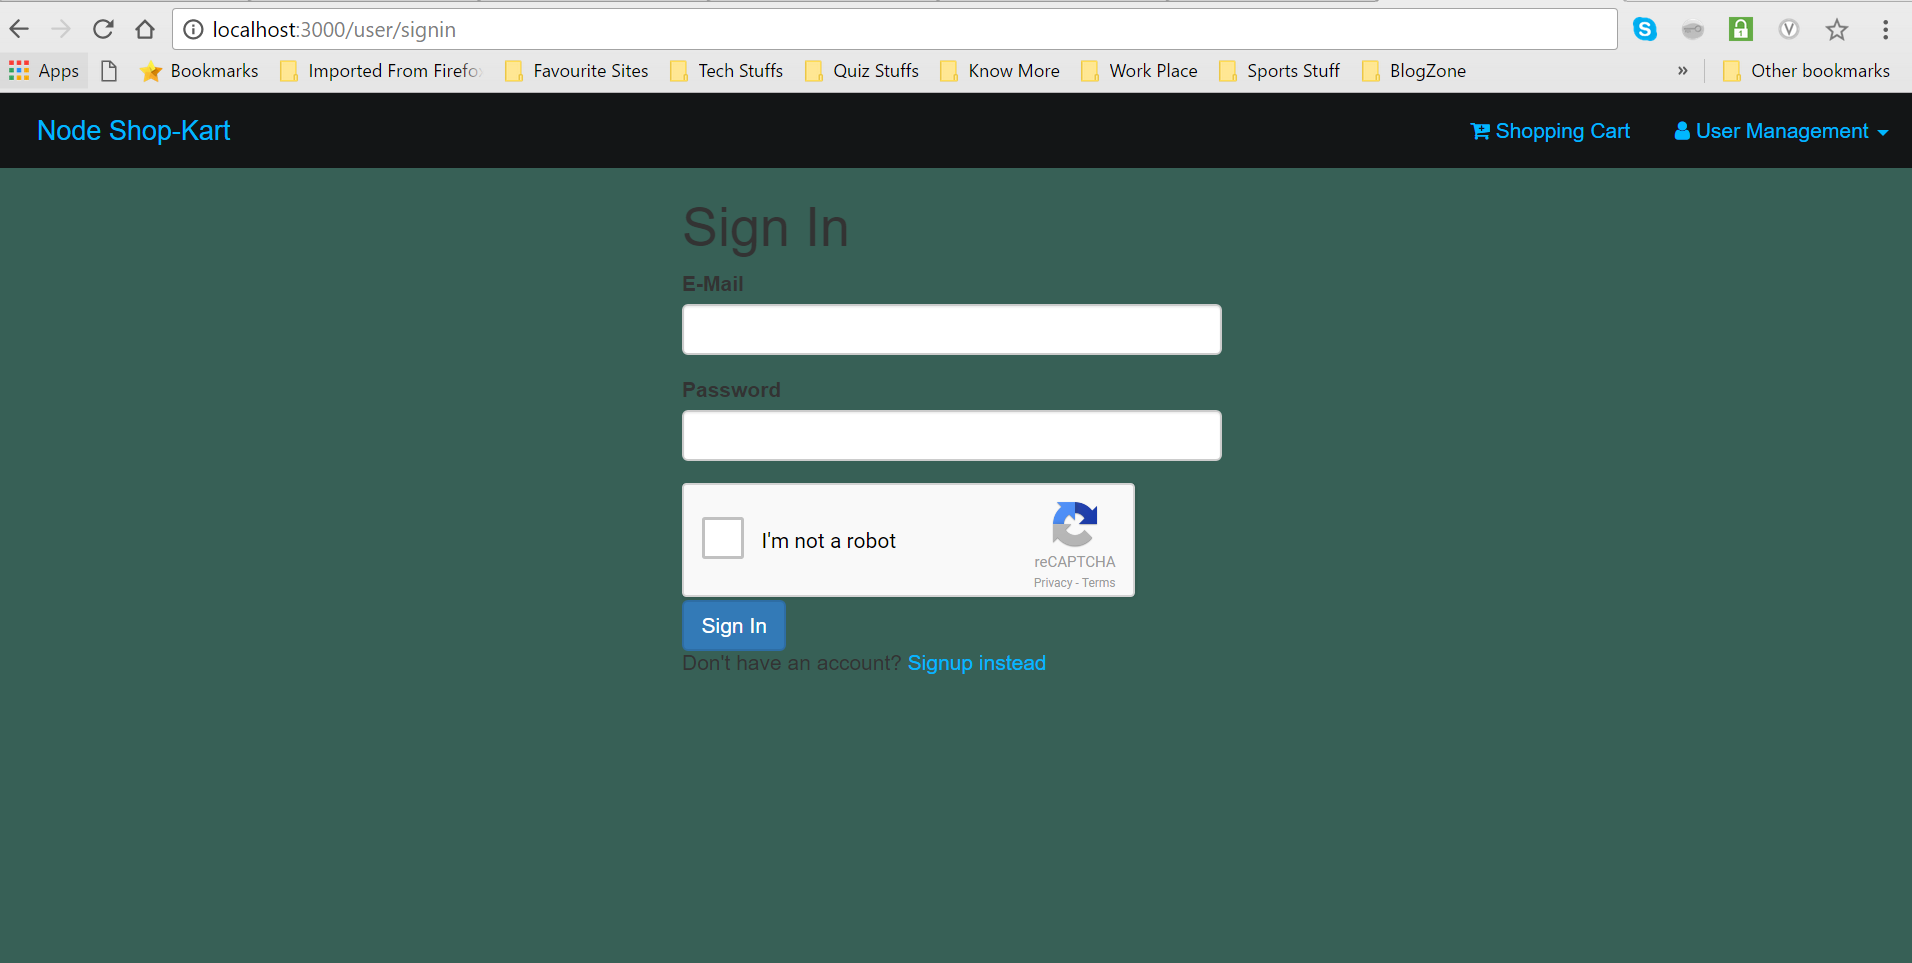 localhost:3000/user/signin
Apps Bookmarks Imported From Firefo Favourite Sites Tech Stuffs Quiz Stuffs Know More Work Place Sports Stuff BlogZone » Other bookmarks
Node Shop-Kart Shopping Cart User Management
Sign In
E-Mail
Password
I'm not a robot
reCAPTCHA
Privacy - Terms
Sign In
Don't have an account? Signup instead